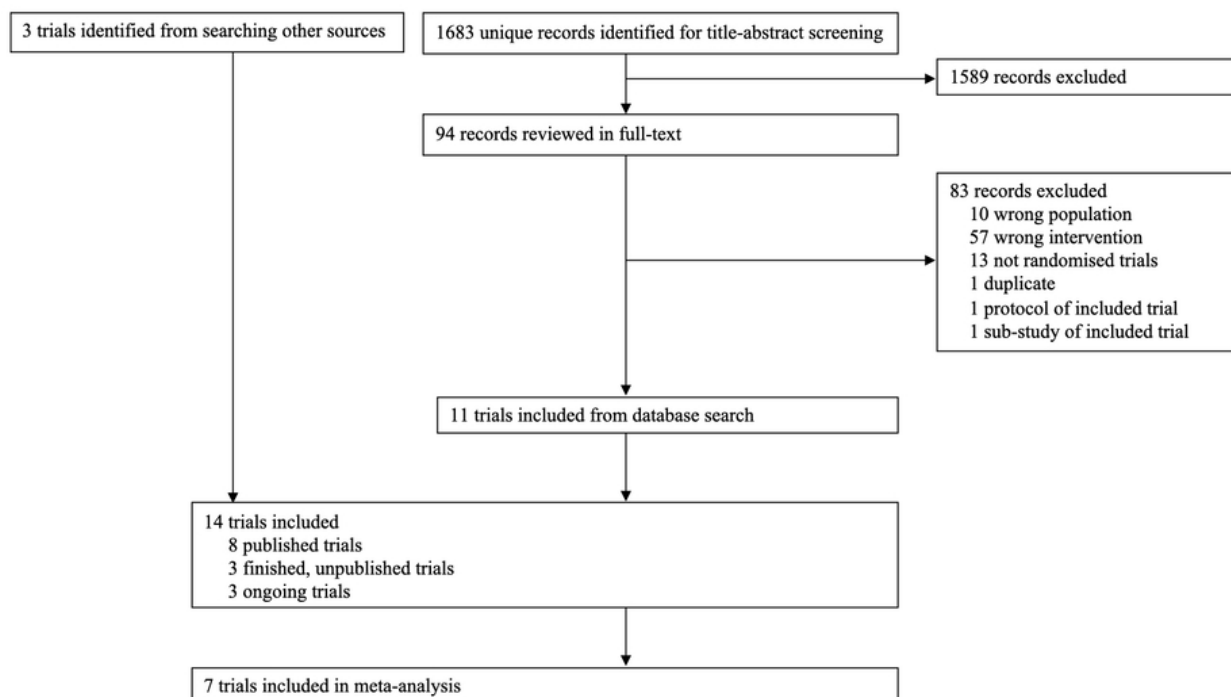 3 trials identified from searching other sources
1683 unique records identified for title-abstract screening
1589 records excluded
94 records reviewed in full-text
83 records excluded
10 wrong population
57 wrong intervention
13 not randomised trials
1 duplicate
1 protocol of included trial
1 sub-study of included trial
11 trials included from database search
14 trials included
8 published trials
3 finished, unpublished trials
3 ongoing trials
7 trials included in meta-analysis